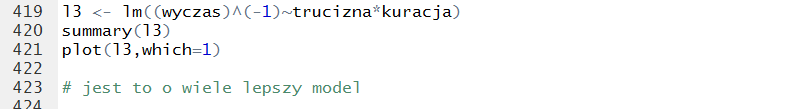 419 l3 <- lm((wyczas)^(-1)~trucizna*kuracja)
420 summary(l3)
421 plot(l3,which=1)
422
423 # jest to o wiele lepszy model
424